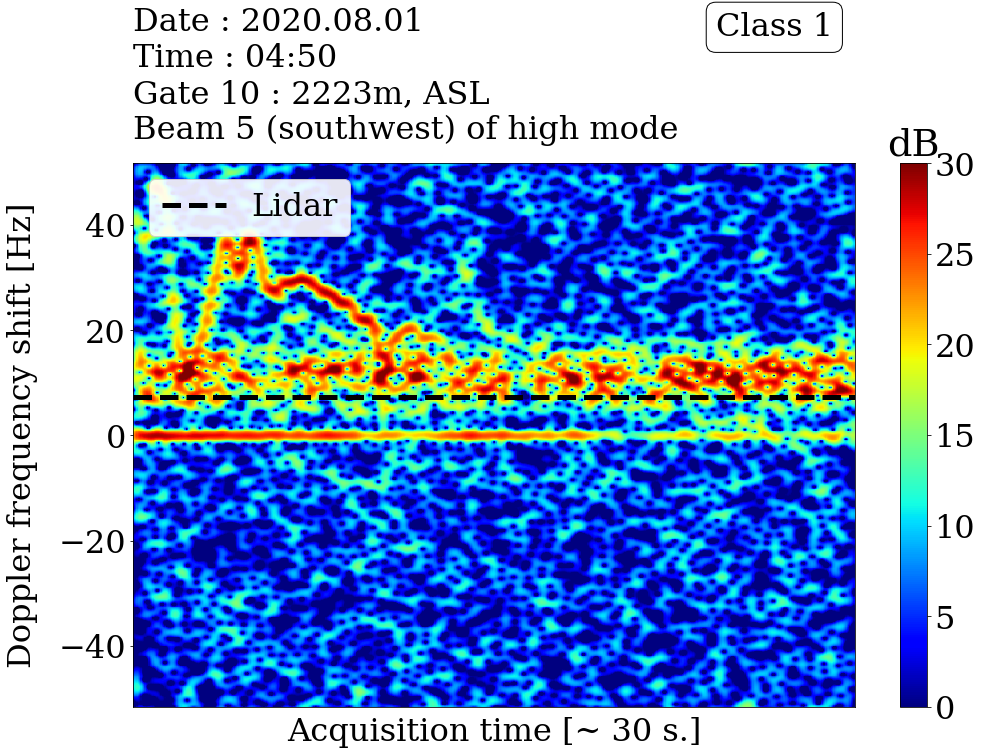 Date : 2020.08.01
Time : 04:50
Gate 10 : 2223m, ASL
Beam 5 (southwest) of high mode
Class 1
dB
Lidar
Doppler frequency shift [Hz]
40
20
0
−20
−40
Acquisition time [~ 30 s.]
30
25
20
15
10
5
0